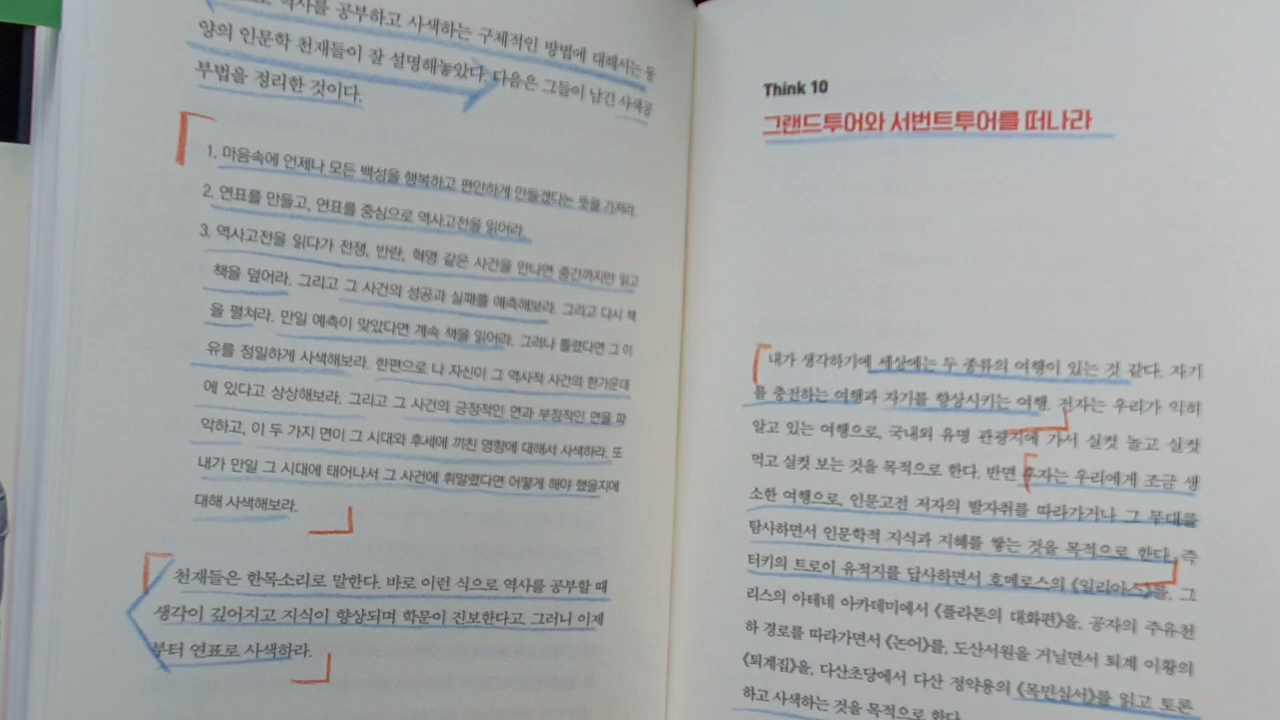 역사를 공부하고 사색하는 구체적인 방법에 대해서는 동
양의 인문학 천재들이 잘 설명해놓았다. 다음은 그들이 남긴 사색공
부법을 정리한 것이다.
1. 마음속에 언제나 모든 백성을 행복하고 편안하게 만들겠다는 뜻을 가져라.
2. 연표를 만들고, 연표를 중심으로 역사고전을 읽어라.
3. 역사고전을 읽다가 전쟁, 반란, 혁명 같은 사건을 만나면 중간까지만 읽고
책을 덮어라. 그리고 그 사건의 성공과 실패를 예측해보라. 그리고 다시 책
을 펼쳐라. 만일 예측이 맞았다면 계속 책을 읽어라. 그러나 틀렸다면 그 이
유를 정밀하게 사색해보라. 한편으로 나 자신이 그 역사적 사건의 한가운데
에 있다고 상상해보라. 그리고 그 사건의 긍정적인 면과 부정적인 면을 파
악하고, 이 두 가지 면이 그 시대와 후세에 끼친 영향에 대해서 사색하라. 또
내가 만일 그 시대에 태어나서 그 사건에 휘말렸다면 어떻게 해야 했을지에
대해 사색해보라.
천재들은 한목소리로 말한다. 바로 이런 식으로 역사를 공부할 때
생각이 깊어지고 지식이 향상되며 학문이 진보한다고. 그러니 이제
부터 연표로 사색하라.
Think 10
그랜드투어와 서번트투어를 떠나라
내가 생각하기에 세상에는 두 종류의 여행이 있는 것 같다. 자기
를 충전하는 여행과 자기를 향상시키는 여행. 전자는 우리가 익히
알고 있는 여행으로, 국내외 유명 관광지에 가서 실컷 놀고 실컷
먹고 실컷 보는 것을 목적으로 한다. 반면 후자는 우리에게 조금 생
소한 여행으로, 인문고전 저자의 발자취를 따라가거나 그 무대를
탐사하면서 인문학적 지식과 지혜를 쌓는 것을 목적으로 한다. 즉
터키의 트로이 유적지를 답사하면서 호메로스의 《일리아스》를, 그
리스의 아테네 아카데미에서 《플라톤의 대화편》을, 공자의 주유천
하 경로를 따라가면서 《논어》를, 도산서원을 거닐면서 퇴계 이황의
《퇴계집》을, 다산초당에서 다산 정약용의 《목민심서》를 읽고 토론
하고 사색하는 것을 목적으로 한다.